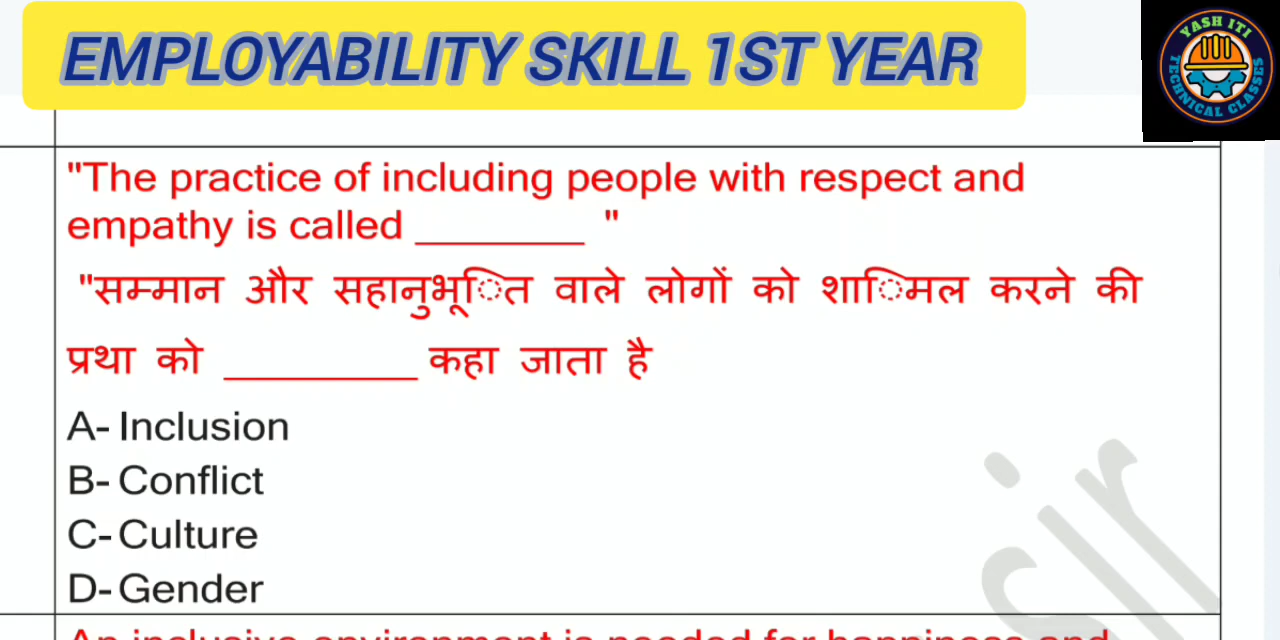 EMPLOYABILITY SKILL 1ST YEAR
YASH ITI
TECHNICAL CLASSES
"The practice of including people with respect and
empathy is called ________ "
"सम्मान और सहानुभूित वाले लोगों को शािमल करने की
प्रथा को _________ कहा जाता है
A- Inclusion
B- Conflict
C- Culture
D- Gender
sir
An inclusive environment is needed for happiness and